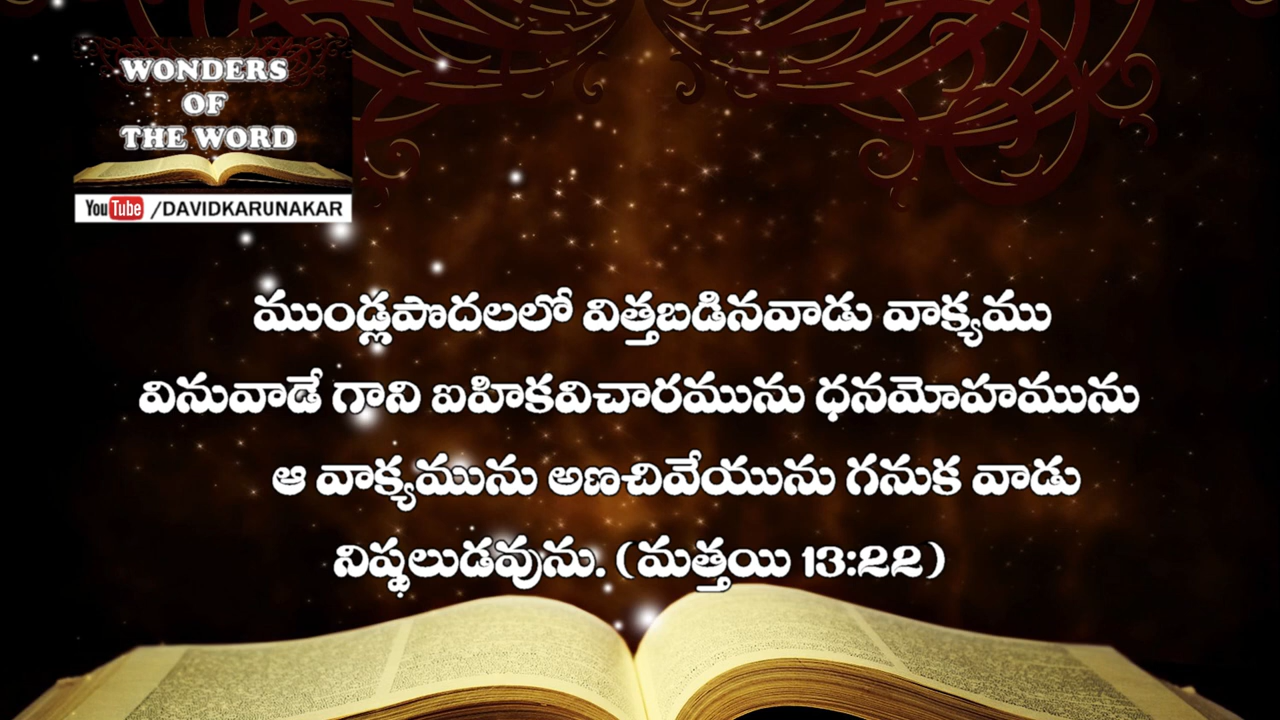 WONDERS
OF
THE WORD
YouTube /DAVIDKARUNAKAR
ముండ్లపొదలలో విత్తబడినవాడు వాక్యము
వినువాడే గాని ఐహికవిచారమును ధనమోహమును
ఆ వాక్యమును అణచివేయును గనుక వాడు
నిష్ఫలుడవును. (మత్తయి 13:22)